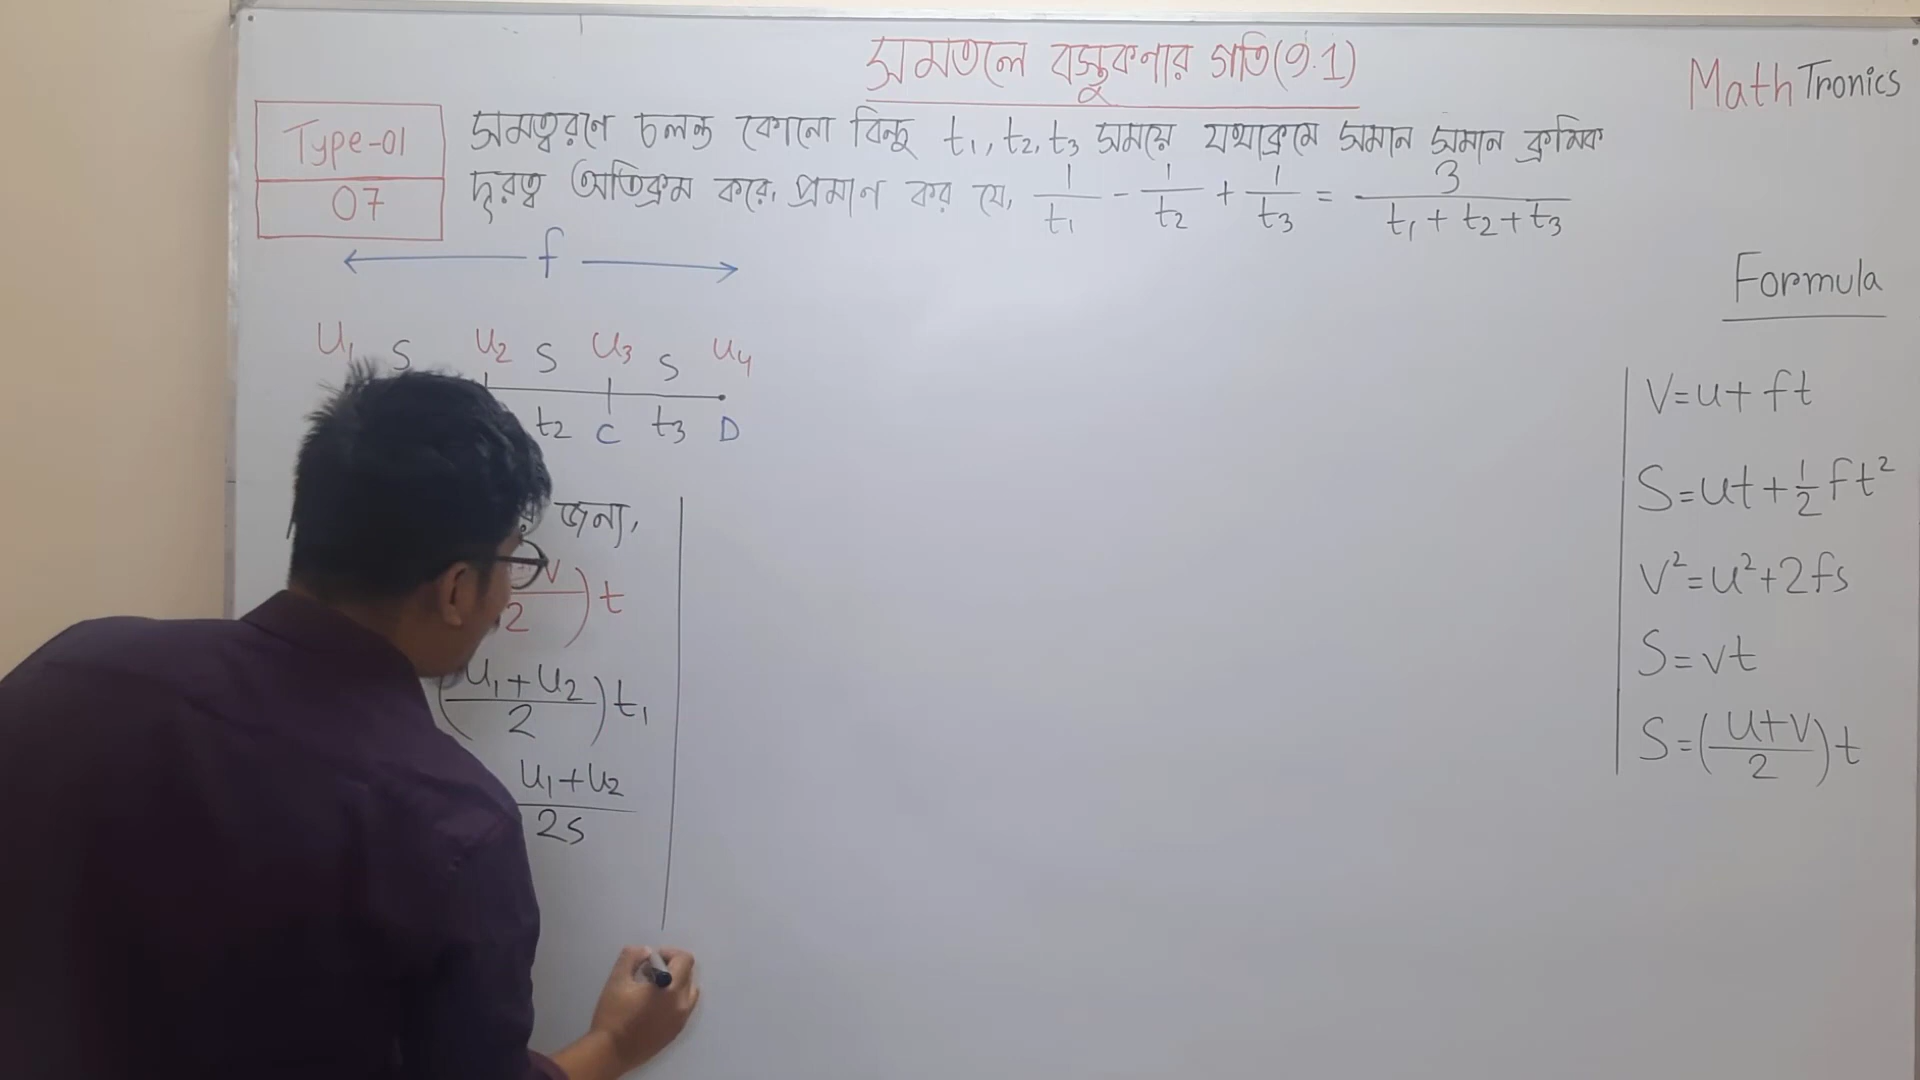 সমতলে বস্তুকণার গতি(9.1)
MathTronics
Type-01
07
সমত্বরণে চলন্ত কোনো বিন্দু t₁, t₂, t₃ সময়ে যথাক্রমে সমান সমান ক্রমিক
দূরত্ব অতিক্রম করে, প্রমাণ কর যে, 1/t₁ - 1/t₂ + 1/t₃ = 3/(t₁ + t₂ + t₃)
f
U₁ S U₂ S U₃ S U₄
t₂ C t₃ D
জন্য,
V/2) t
(U₁+U₂/2) t₁
U₁+U₂/2S
Formula
V=u+ft
S=ut+½ft²
V²=u²+2fs
S=vt
S=(u+v/2)t